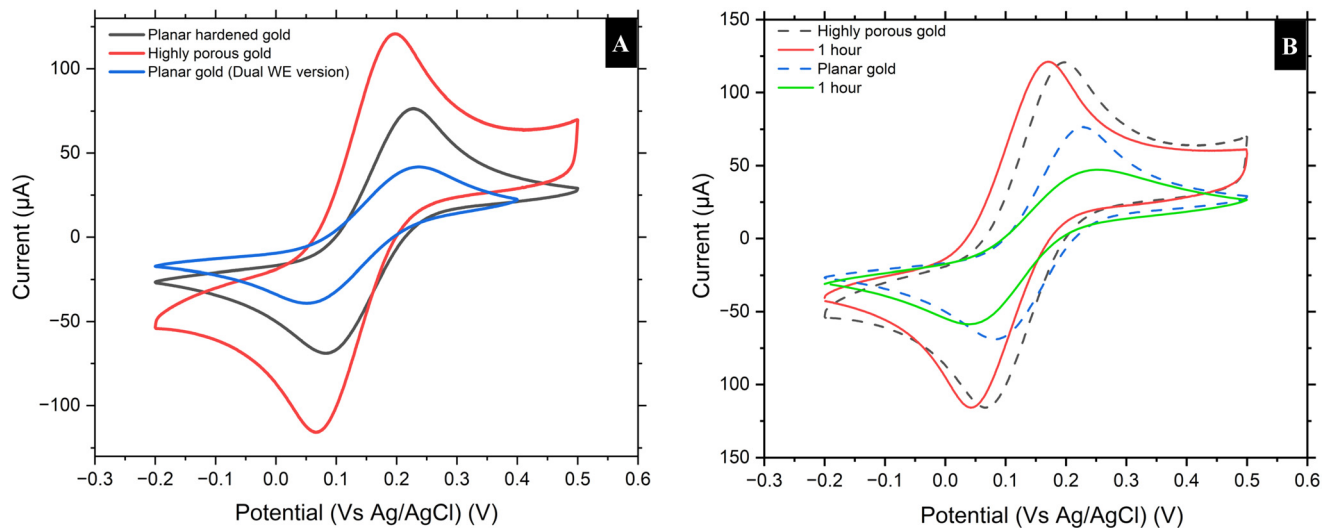 A
Planar hardened gold
Highly porous gold
Planar gold (Dual WE version)
100
50
0
−50
−100
Current (µA)
−0.3 −0.2 −0.1 0.0 0.1 0.2 0.3 0.4 0.5 0.6
Potential (Vs Ag/AgCl) (V)
B
Highly porous gold
1 hour
Planar gold
1 hour
150
100
50
0
50
100
150
Current (µA)
−0.3 −0.2 −0.1 0.0 0.1 0.2 0.3 0.4 0.5 0.6
Potential (Vs Ag/AgCl) (V)